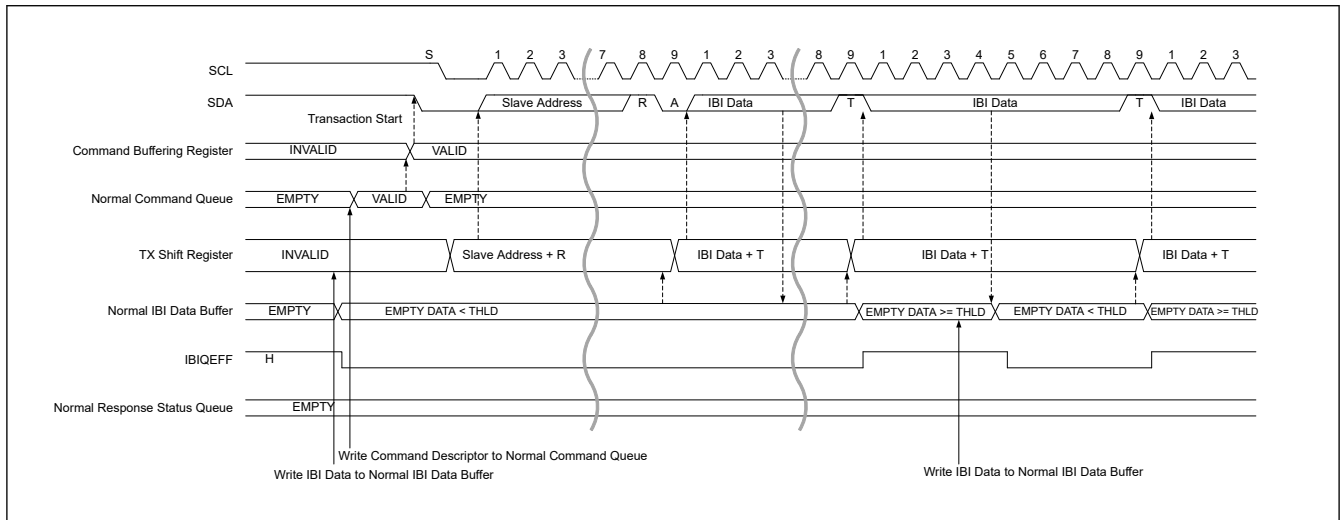 S 1 2 3 7 8 9 1 2 3 8 9 1 2 3 4 5 6 7 8 9 1 2 3
SCL
SDA Slave Address R A IBI Data T IBI Data T IBI Data
Transaction Start
Command Buffering Register INVALID VALID
Normal Command Queue EMPTY VALID EMPTY
TX Shift Register INVALID Slave Address + R IBI Data + T IBI Data + T IBI Data + T
Normal IBI Data Buffer EMPTY EMPTY DATA < THLD EMPTY DATA >= THLD EMPTY DATA < THLD EMPTY DATA >= THLD
IBIQEFF H
Normal Response Status Queue EMPTY
Write Command Descriptor to Normal Command Queue
Write IBI Data to Normal IBI Data Buffer Write IBI Data to Normal IBI Data Buffer